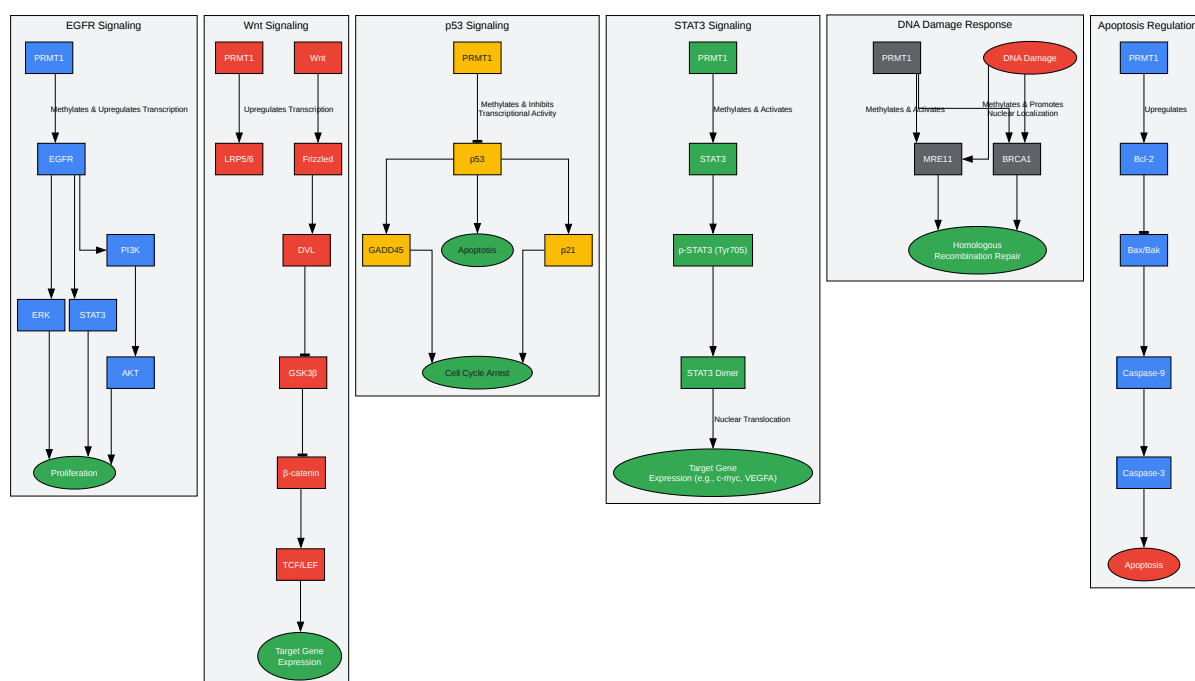 EGFR Signaling
PRMT1
Methylates & Upregulates Transcription
EGFR
PI3K
ERK
STAT3
AKT
Proliferation
Wnt Signaling
PRMT1
Wnt
Upregulates Transcription
LRP5/6
Frizzled
DVL
GSK3β
β-catenin
TCF/LEF
Target Gene
Expression
p53 Signaling
PRMT1
Methylates & Inhibits
Transcriptional Activity
p53
GADD45
Apoptosis
p21
Cell Cycle Arrest
STAT3 Signaling
PRMT1
Methylates & Activates
STAT3
p-STAT3 (Tyr705)
STAT3 Dimer
Nuclear Translocation
Target Gene
Expression (e.g., c-myc, VEGFA)
DNA Damage Response
PRMT1
DNA Damage
Methylates & Activates
Methylates & Promotes
Nuclear Localization
MRE11
BRCA1
Homologous
Recombination Repair
Apoptosis Regulation
PRMT1
Upregulates
Bcl-2
Bax/Bak
Caspase-9
Caspase-3
Apoptosis